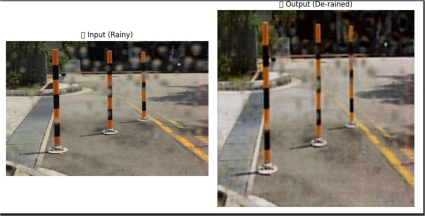 ▯ Input (Rainy)
▯ Output (De-rained)